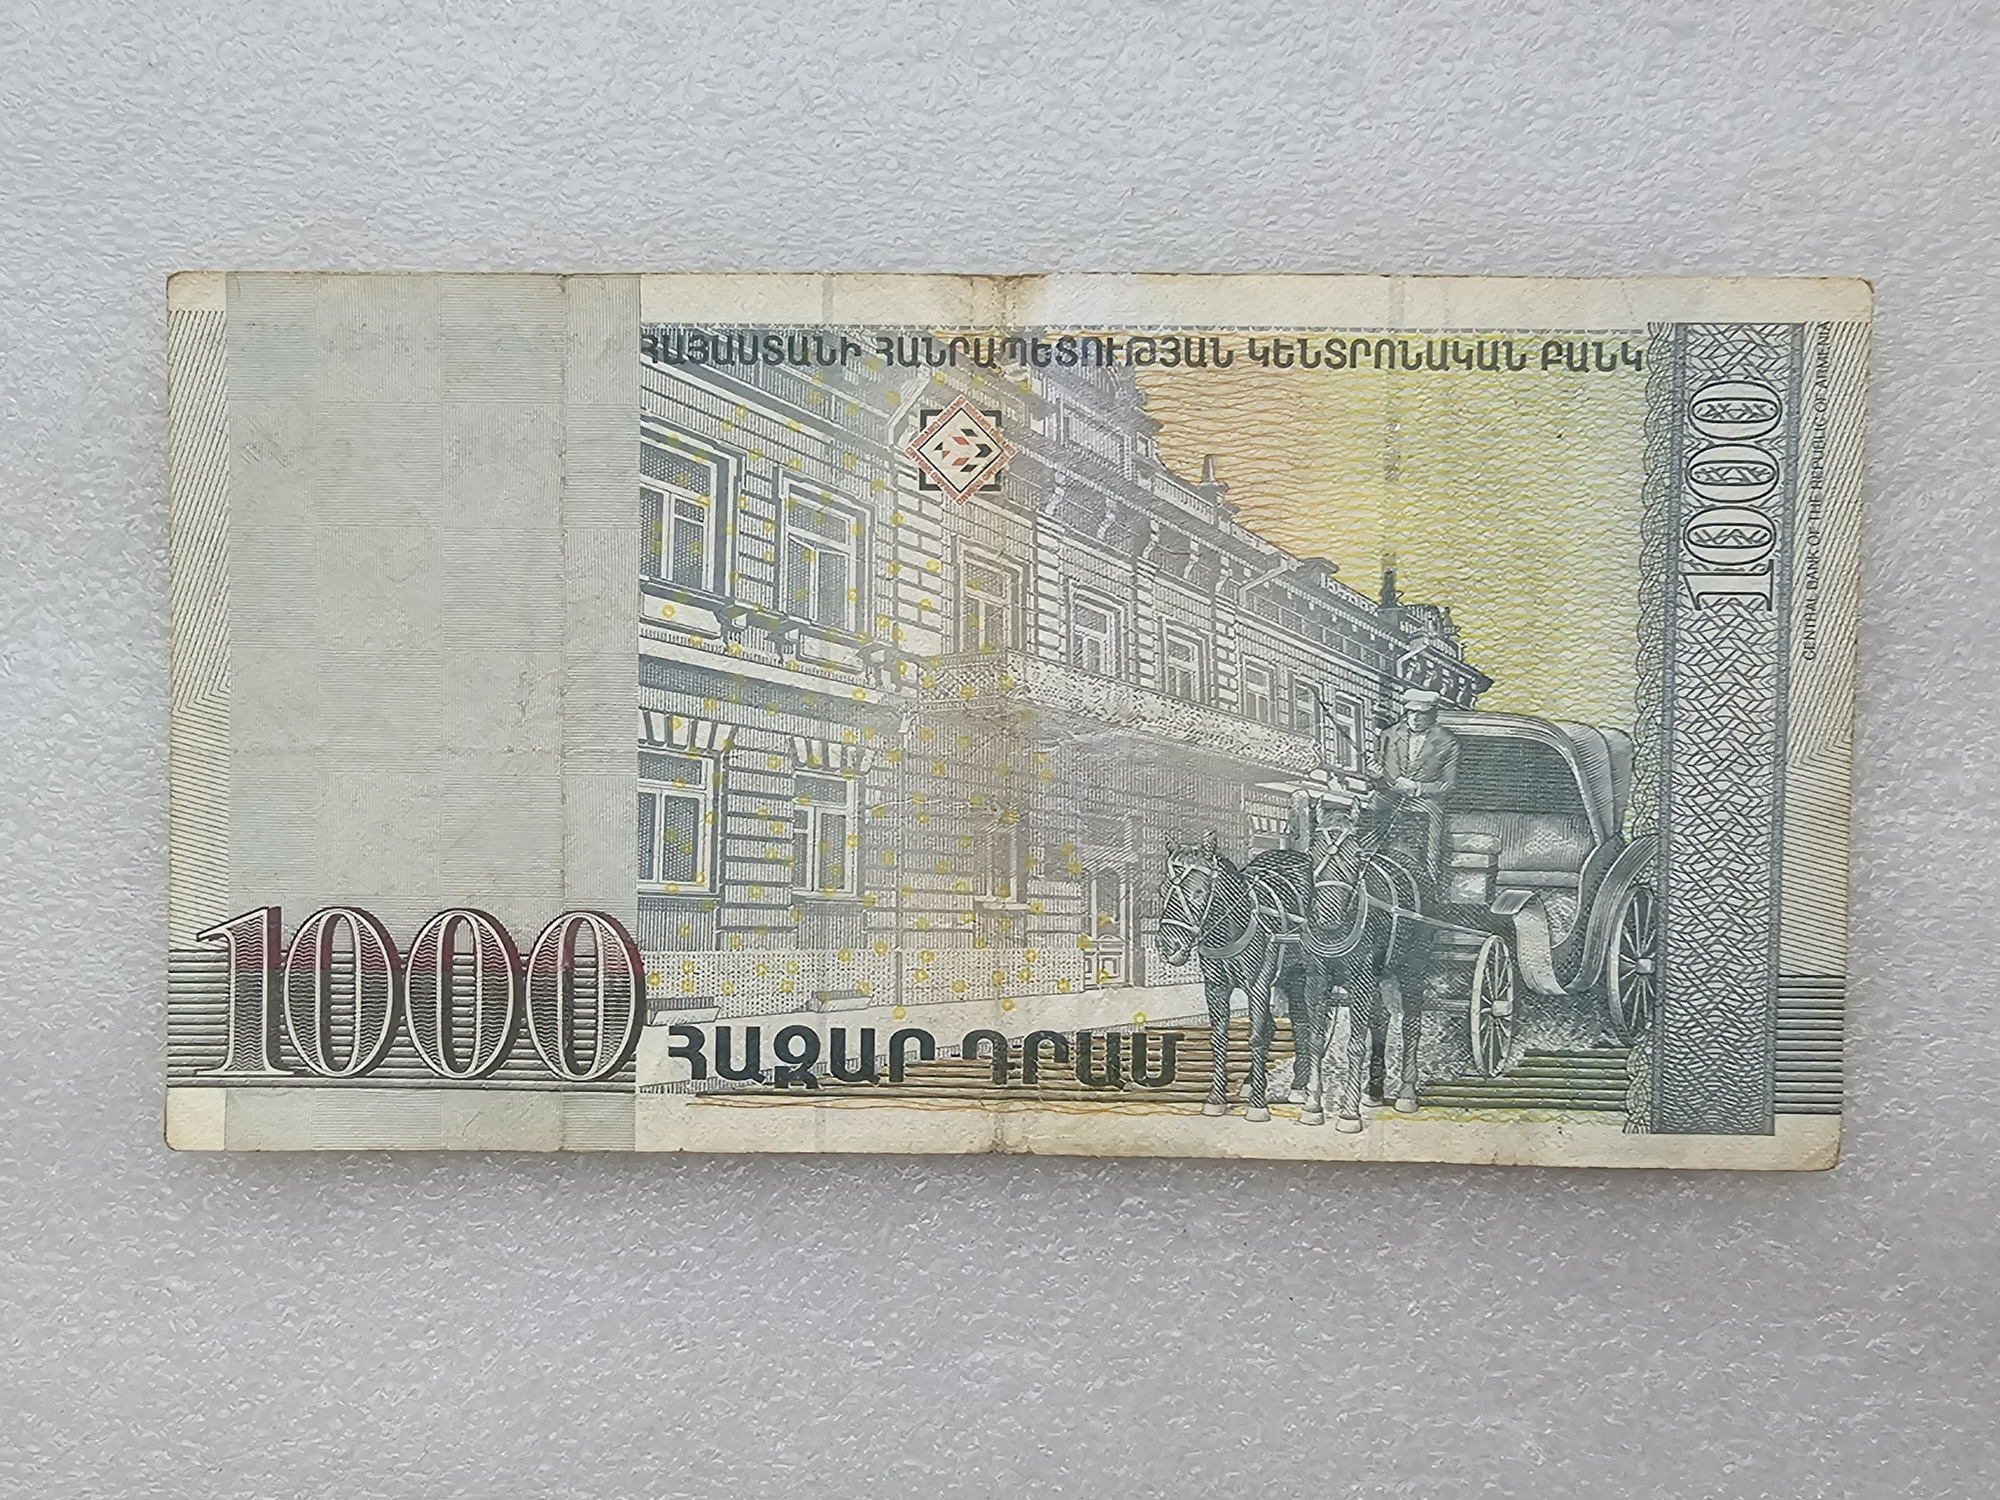 ՀԱՅԱՍՏԱՆԻ ՀԱՆՐԱՊԵՏՈՒԹՅԱՆ ԿԵՆՏՐՈՆԱԿԱՆ ԲԱՆԿ
1000
CENTRAL BANK OF THE REPUBLIC OF ARMENIA
1000
ՀԱԶԱՐ ԴՐԱՄ